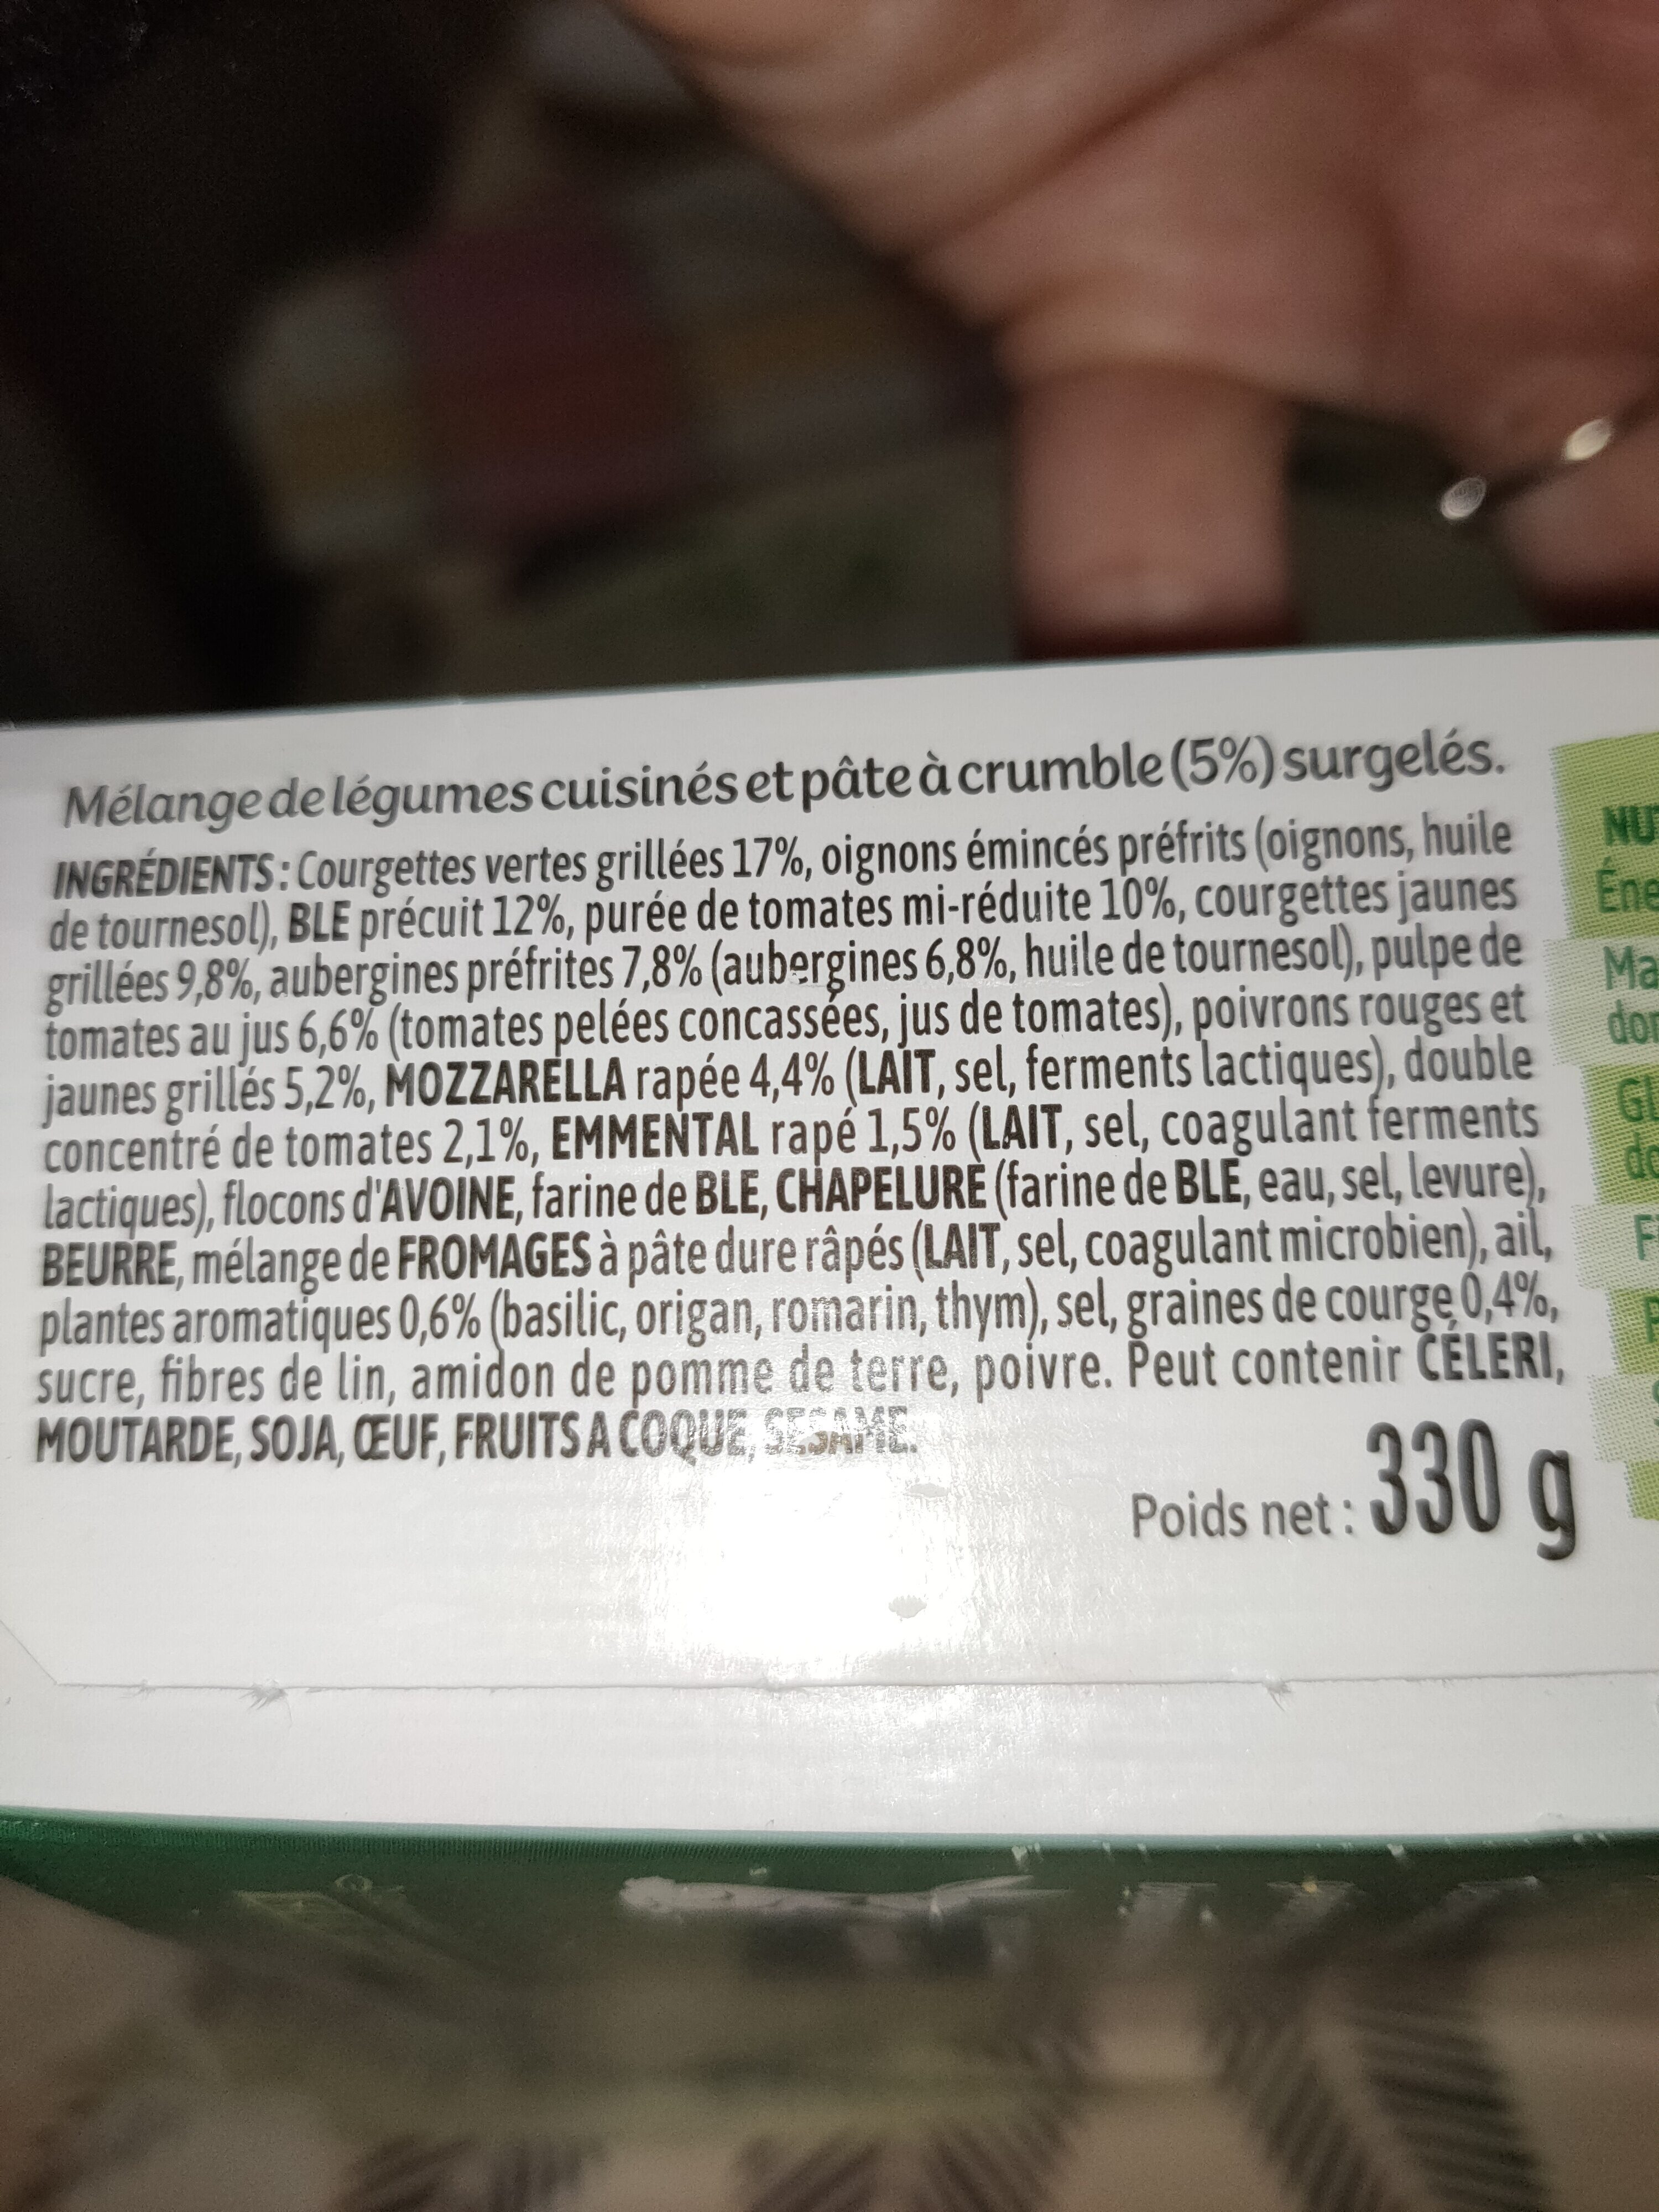 Mélange de légumes cuisinés et pâte à crumble (5%) surgelés.
INGRÉDIENTS : Courgettes vertes grillées 17%, oignons émincés préfrits (oignons, huile
de tournesol), BLE précuit 12%, purée de tomates mi-réduite 10%, courgettes jaunes
grillées 9,8%, aubergines préfrites 7,8% (aubergines 6,8%, huile de tournesol), pulpe de
tomates au jus 6,6% (tomates pelées concassées, jus de tomates), poivrons rouges et
jaunes grillés 5,2%, MOZZARELLA rapée 4,4% (LAIT, sel, ferments lactiques), double
concentré de tomates 2,1%, EMMENTAL rapé 1,5% (LAIT, sel, coagulant ferments
lactiques), flocons d'AVOINE, farine de BLE, CHAPELURE (farine de BLE, eau, sel, levure),
BEURRE, mélange de FROMAGES à pâte dure râpés (LAIT, sel, coagulant microbien), ail,
plantes aromatiques 0,6% (basilic, origan, romarin, thym), sel, graines de courge 0,4%,
sucre, fibres de lin, amidon de pomme de terre, poivre. Peut contenir CÉLERI,
MOUTARDE, SOJA, ŒUF, FRUITS A COQUE, SESAME.
Poids net : 330 g